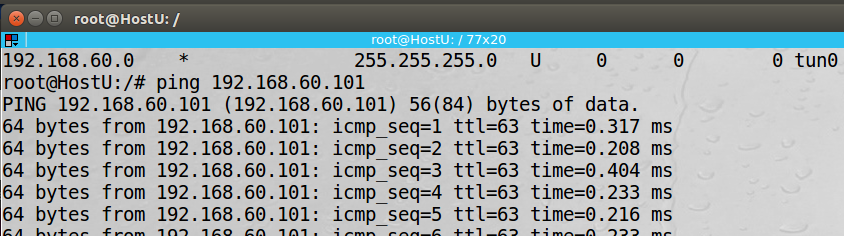 root@HostU: /
root@HostU: / 77x20
192.168.60.0    *               255.255.255.0   U     0      0        0 tun0
root@HostU:/# ping 192.168.60.101
PING 192.168.60.101 (192.168.60.101) 56(84) bytes of data.
64 bytes from 192.168.60.101: icmp_seq=1 ttl=63 time=0.317 ms
64 bytes from 192.168.60.101: icmp_seq=2 ttl=63 time=0.208 ms
64 bytes from 192.168.60.101: icmp_seq=3 ttl=63 time=0.404 ms
64 bytes from 192.168.60.101: icmp_seq=4 ttl=63 time=0.233 ms
64 bytes from 192.168.60.101: icmp_seq=5 ttl=63 time=0.216 ms
64 bytes from 192.168.60.101: icmp_seq=6 ttl=63 time=0.233 ms